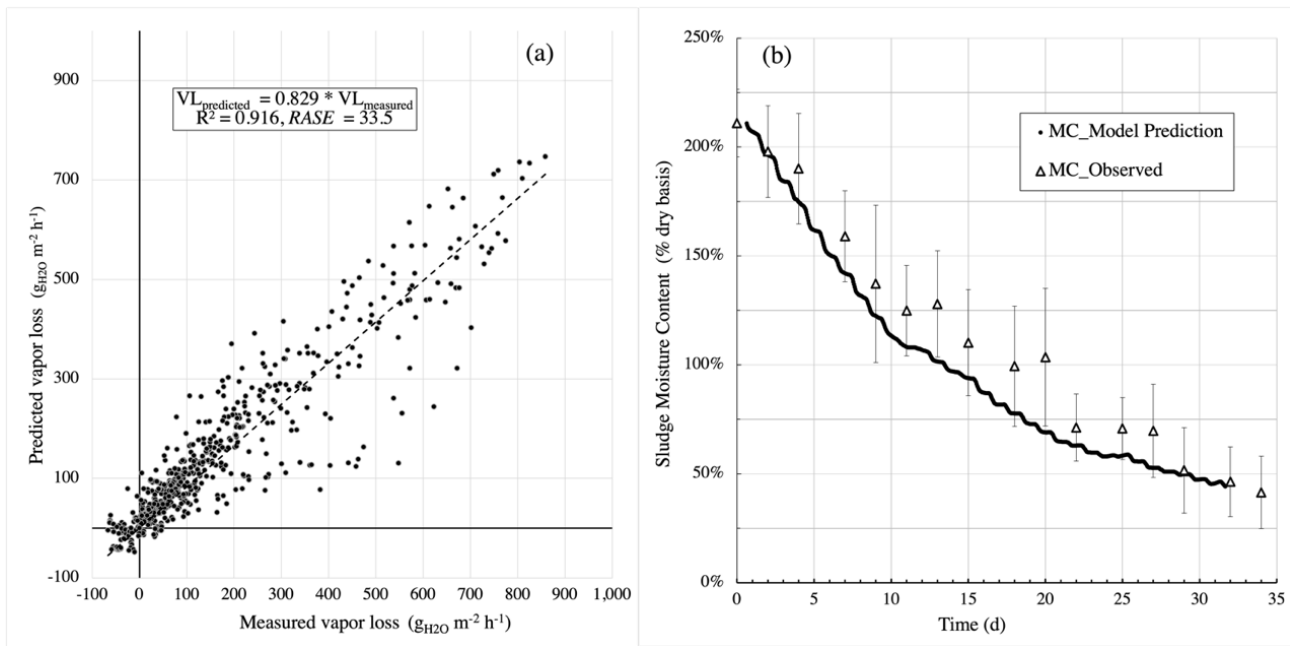 (a)
VLpredicted = 0.829 * VLmeasured
R² = 0.916, RASE = 33.5
Predicted vapor loss (gH2O m⁻² h⁻¹)
900
700
500
300
100
-100
-100 0 100 200 300 400 500 600 700 800 900 1,000
Measured vapor loss (gH2O m⁻² h⁻¹)
(b)
MC_Model Prediction
MC_Observed
Sludge Moisture Content (% dry basis)
250%
200%
150%
100%
50%
0%
0 5 10 15 20 25 30 35
Time (d)